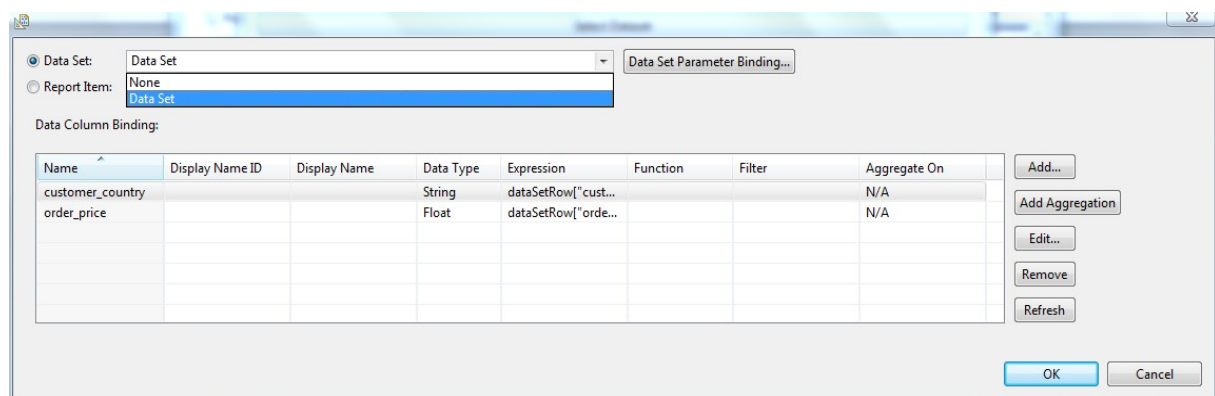 Select Dataset
Data Set: Data Set Data Set Parameter Binding...
Report Item: None
Data Set
Data Column Binding:
Name Display Name ID Display Name Data Type Expression Function Filter Aggregate On Add...
customer_country String dataSetRow["cust... N/A
Add Aggregation
order_price Float dataSetRow["orde... N/A
Edit...
Remove
Refresh
OK Cancel